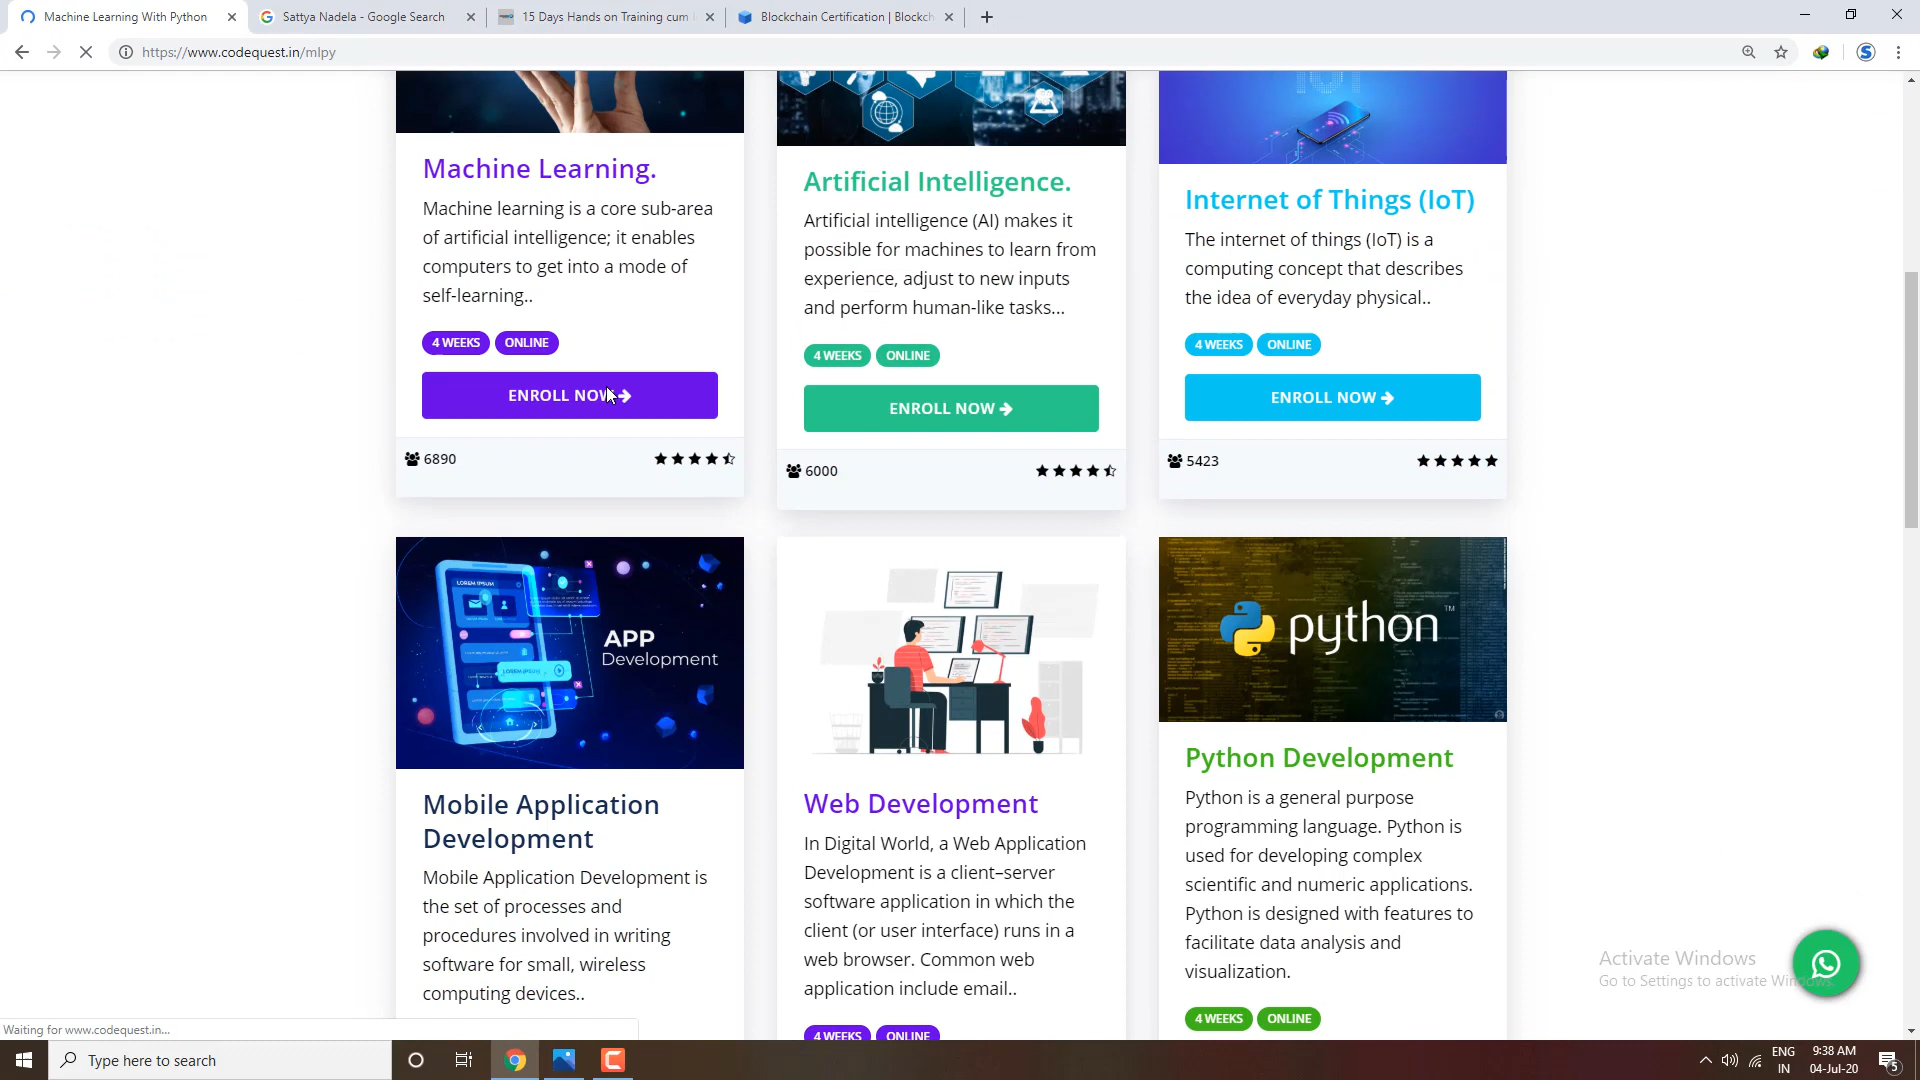 Machine Learning With Python
Sattya Nadela - Google Search
15 Days Hands on Training cum
Blockchain Certification | Blockch
https://www.codequest.in/mlpy
Machine Learning.
Machine learning is a core sub-area
of artificial intelligence; it enables
computers to get into a mode of
self-learning..
4 WEEKS ONLINE
ENROLL NOW
6890
Artificial Intelligence.
Artificial intelligence (AI) makes it
possible for machines to learn from
experience, adjust to new inputs
and perform human-like tasks...
4 WEEKS ONLINE
ENROLL NOW
6000
Internet of Things (IoT)
The internet of things (IoT) is a
computing concept that describes
the idea of everyday physical..
4 WEEKS ONLINE
ENROLL NOW
5423
LOREM IPSUM
APP
Development
Mobile Application
Development
Mobile Application Development is
the set of processes and
procedures involved in writing
software for small, wireless
computing devices..
Web Development
In Digital World, a Web Application
Development is a client–server
software application in which the
client (or user interface) runs in a
web browser. Common web
application include email..
4 WEEKS ONLINE
python TM
Python Development
Python is a general purpose
programming language. Python is
used for developing complex
scientific and numeric applications.
Python is designed with features to
facilitate data analysis and
visualization.
4 WEEKS ONLINE
Activate Windows
Go to Settings to activate Windows.
Waiting for www.codequest.in...
Type here to search
ENG
IN
9:38 AM
04-Jul-20
5